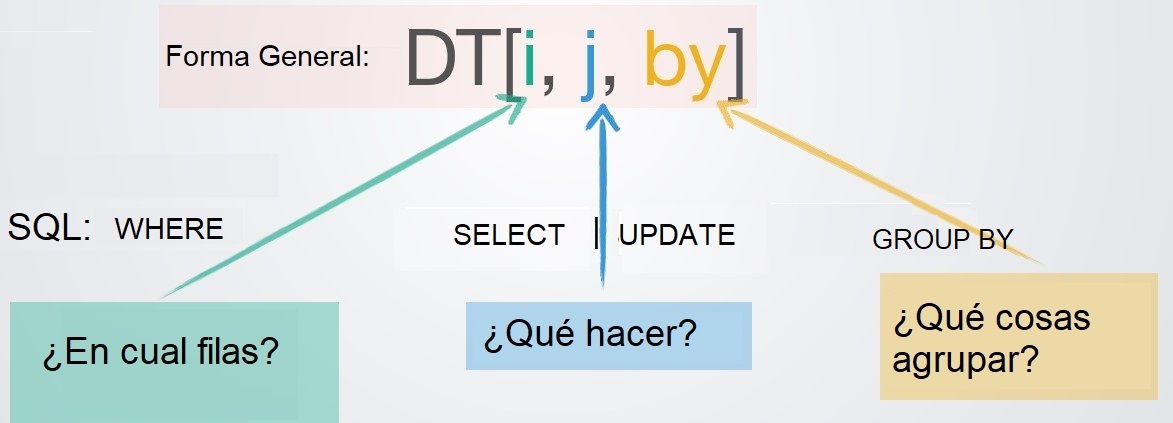 Forma General: DT[i, j, by]
SQL: WHERE SELECT | UPDATE GROUP BY
¿En cual filas? ¿Qué hacer? ¿Qué cosas
agrupar?